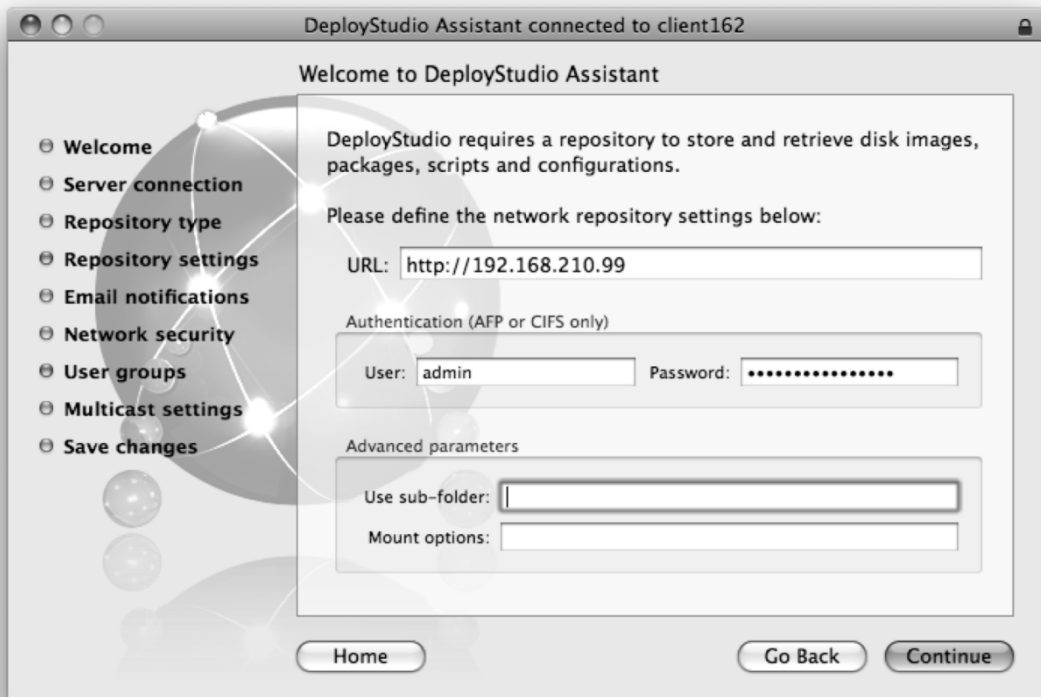 DeployStudio Assistant connected to client162
Welcome to DeployStudio Assistant
Welcome
Server connection
Repository type
Repository settings
Email notifications
Network security
User groups
Multicast settings
Save changes
DeployStudio requires a repository to store and retrieve disk images,
packages, scripts and configurations.
Please define the network repository settings below:
URL: http://192.168.210.99
Authentication (AFP or CIFS only)
User: admin Password: ••••••••••••••••
Advanced parameters
Use sub-folder:
Mount options:
Home Go Back Continue